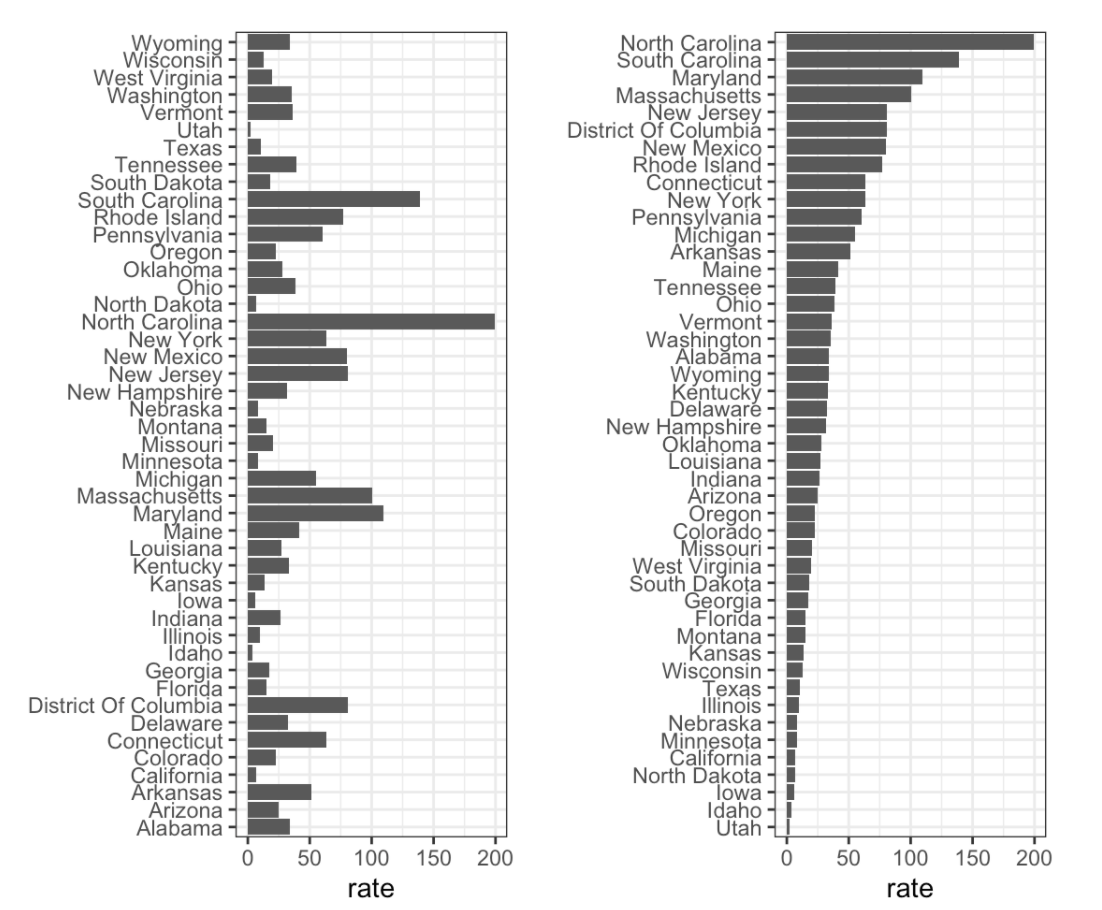 Wyoming
Wisconsin
West Virginia
Washington
Vermont
Utah
Texas
Tennessee
South Dakota
South Carolina
Rhode Island
Pennsylvania
Oregon
Oklahoma
Ohio
North Dakota
North Carolina
New York
New Mexico
New Jersey
New Hampshire
Nebraska
Montana
Missouri
Minnesota
Michigan
Massachusetts
Maryland
Maine
Louisiana
Kentucky
Kansas
Iowa
Indiana
Illinois
Idaho
Georgia
Florida
District Of Columbia
Delaware
Connecticut
Colorado
California
Arkansas
Arizona
Alabama
0 50 100 150 200
rate
North Carolina
South Carolina
Maryland
Massachusetts
New Jersey
District Of Columbia
New Mexico
Rhode Island
Connecticut
New York
Pennsylvania
Michigan
Arkansas
Maine
Tennessee
Ohio
Vermont
Washington
Alabama
Wyoming
Kentucky
Delaware
New Hampshire
Oklahoma
Louisiana
Indiana
Arizona
Oregon
Colorado
Missouri
West Virginia
South Dakota
Georgia
Florida
Montana
Kansas
Wisconsin
Texas
Illinois
Nebraska
Minnesota
California
North Dakota
Iowa
Idaho
Utah
0 50 100 150 200
rate